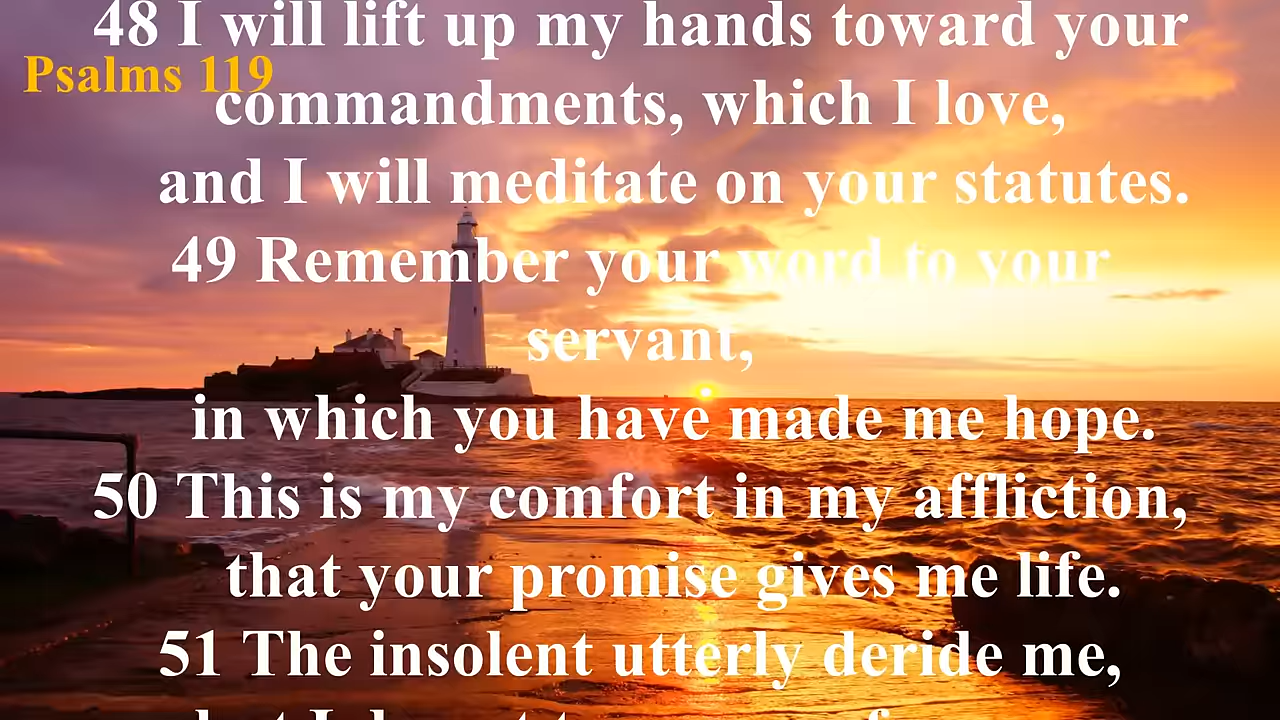 48 I will lift up my hands toward your
Psalms 119
commandments, which I love,
and I will meditate on your statutes.
49 Remember your word to your
servant,
in which you have made me hope.
50 This is my comfort in my affliction,
that your promise gives me life.
51 The insolent utterly deride me,